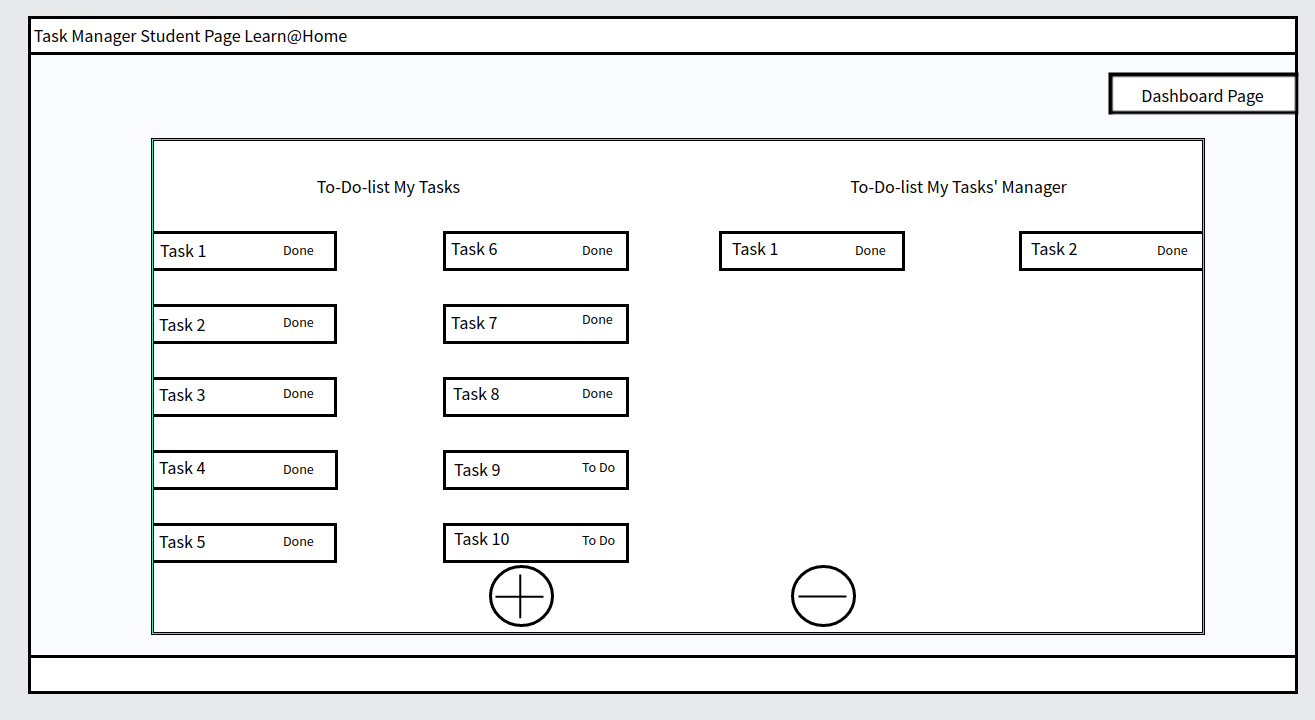 Task Manager Student Page Learn@Home
Dashboard Page
To-Do-list My Tasks
To-Do-list My Tasks' Manager
Task 1 Done
Task 6 Done
Task 1 Done
Task 2 Done
Task 2 Done
Task 7 Done
Task 3 Done
Task 8 Done
Task 4 Done
Task 9 To Do
Task 5 Done
Task 10 To Do